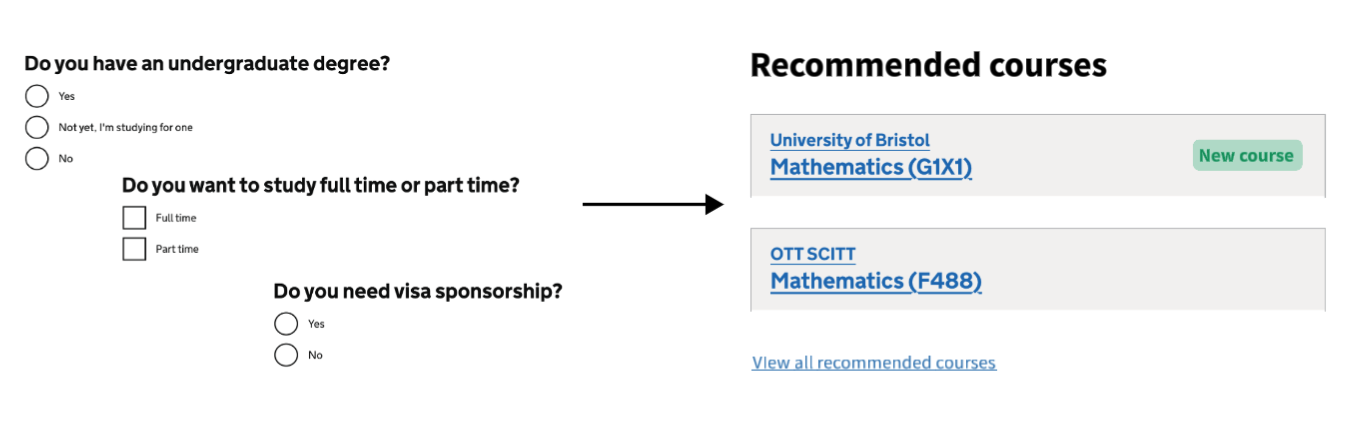 Do you have an undergraduate degree?
Yes
Not yet, I'm studying for one
No
Do you want to study full time or part time?
Full time
Part time
Do you need visa sponsorship?
Yes
No
Recommended courses
University of Bristol
Mathematics (G1X1)
New course
OTT SCITT
Mathematics (F488)
VIew all recommended courses